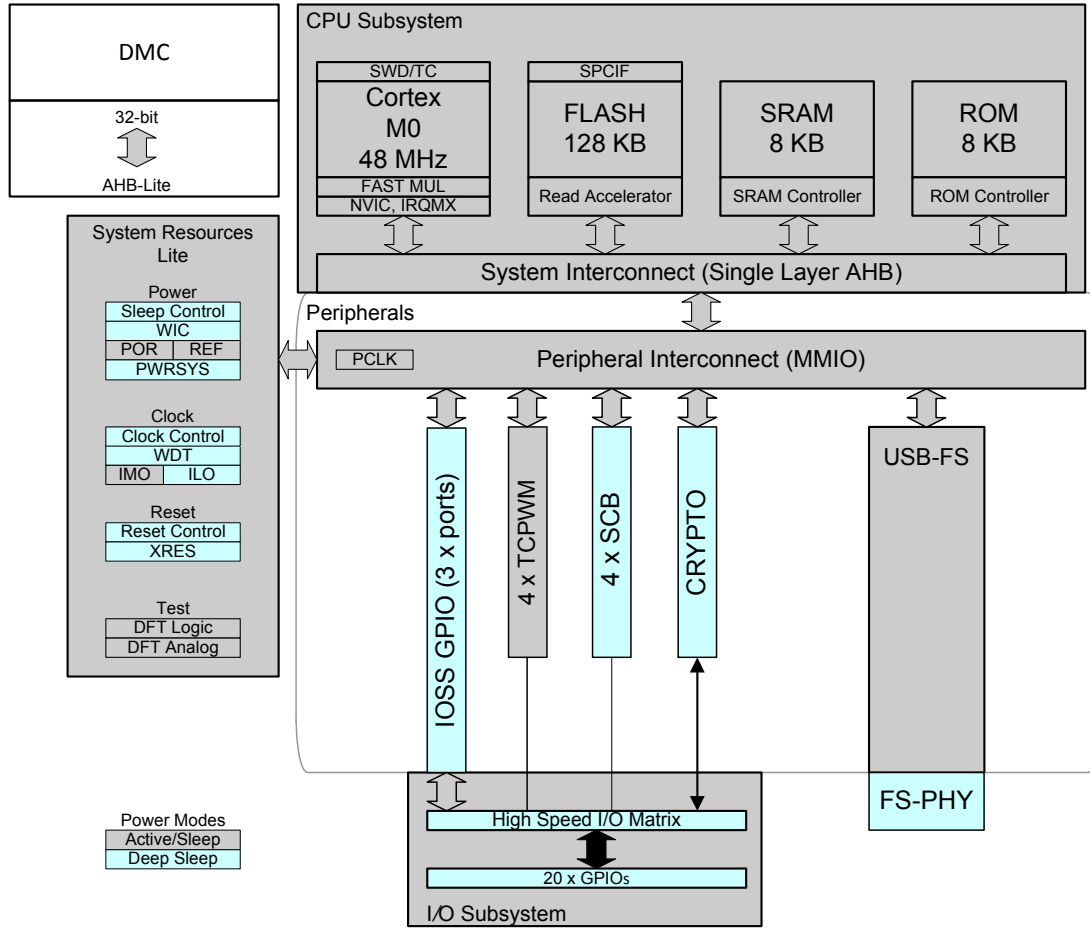 DMC
32-bit
AHB-Lite
CPU Subsystem
SWD/TC
Cortex
M0
48 MHz
FAST MUL
NVIC, IRQMX
SPCIF
FLASH
128 KB
Read Accelerator
SRAM
8 KB
SRAM Controller
ROM
8 KB
ROM Controller
System Interconnect (Single Layer AHB)
System Resources
Lite
Power
Sleep Control
WIC
POR REF
PWRSYS
Clock
Clock Control
WDT
IMO ILO
Reset
Reset Control
XRES
Test
DFT Logic
DFT Analog
Peripherals
PCLK
Peripheral Interconnect (MMIO)
IOSS GPIO (3 x ports)
4 x TCPWM
4 x SCB
CRYPTO
USB-FS
FS-PHY
High Speed I/O Matrix
20 x GPIOs
I/O Subsystem
Power Modes
Active/Sleep
Deep Sleep